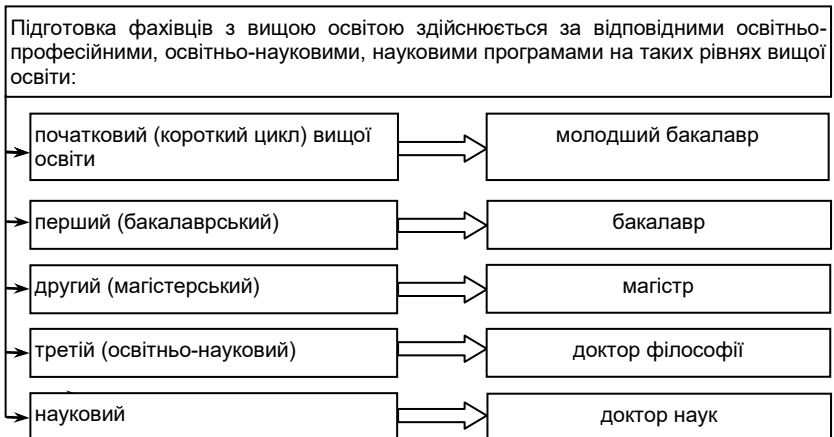 Підготовка фахівців з вищою освітою здійснюється за відповідними освітньо-
професійними, освітньо-науковими, науковими програмами на таких рівнях вищої
освіти:
початковий (короткий цикл) вищої
освіти
молодший бакалавр
перший (бакалаврський)
бакалавр
другий (магістерський)
магістр
третій (освітньо-науковий)
доктор філософії
науковий
доктор наук